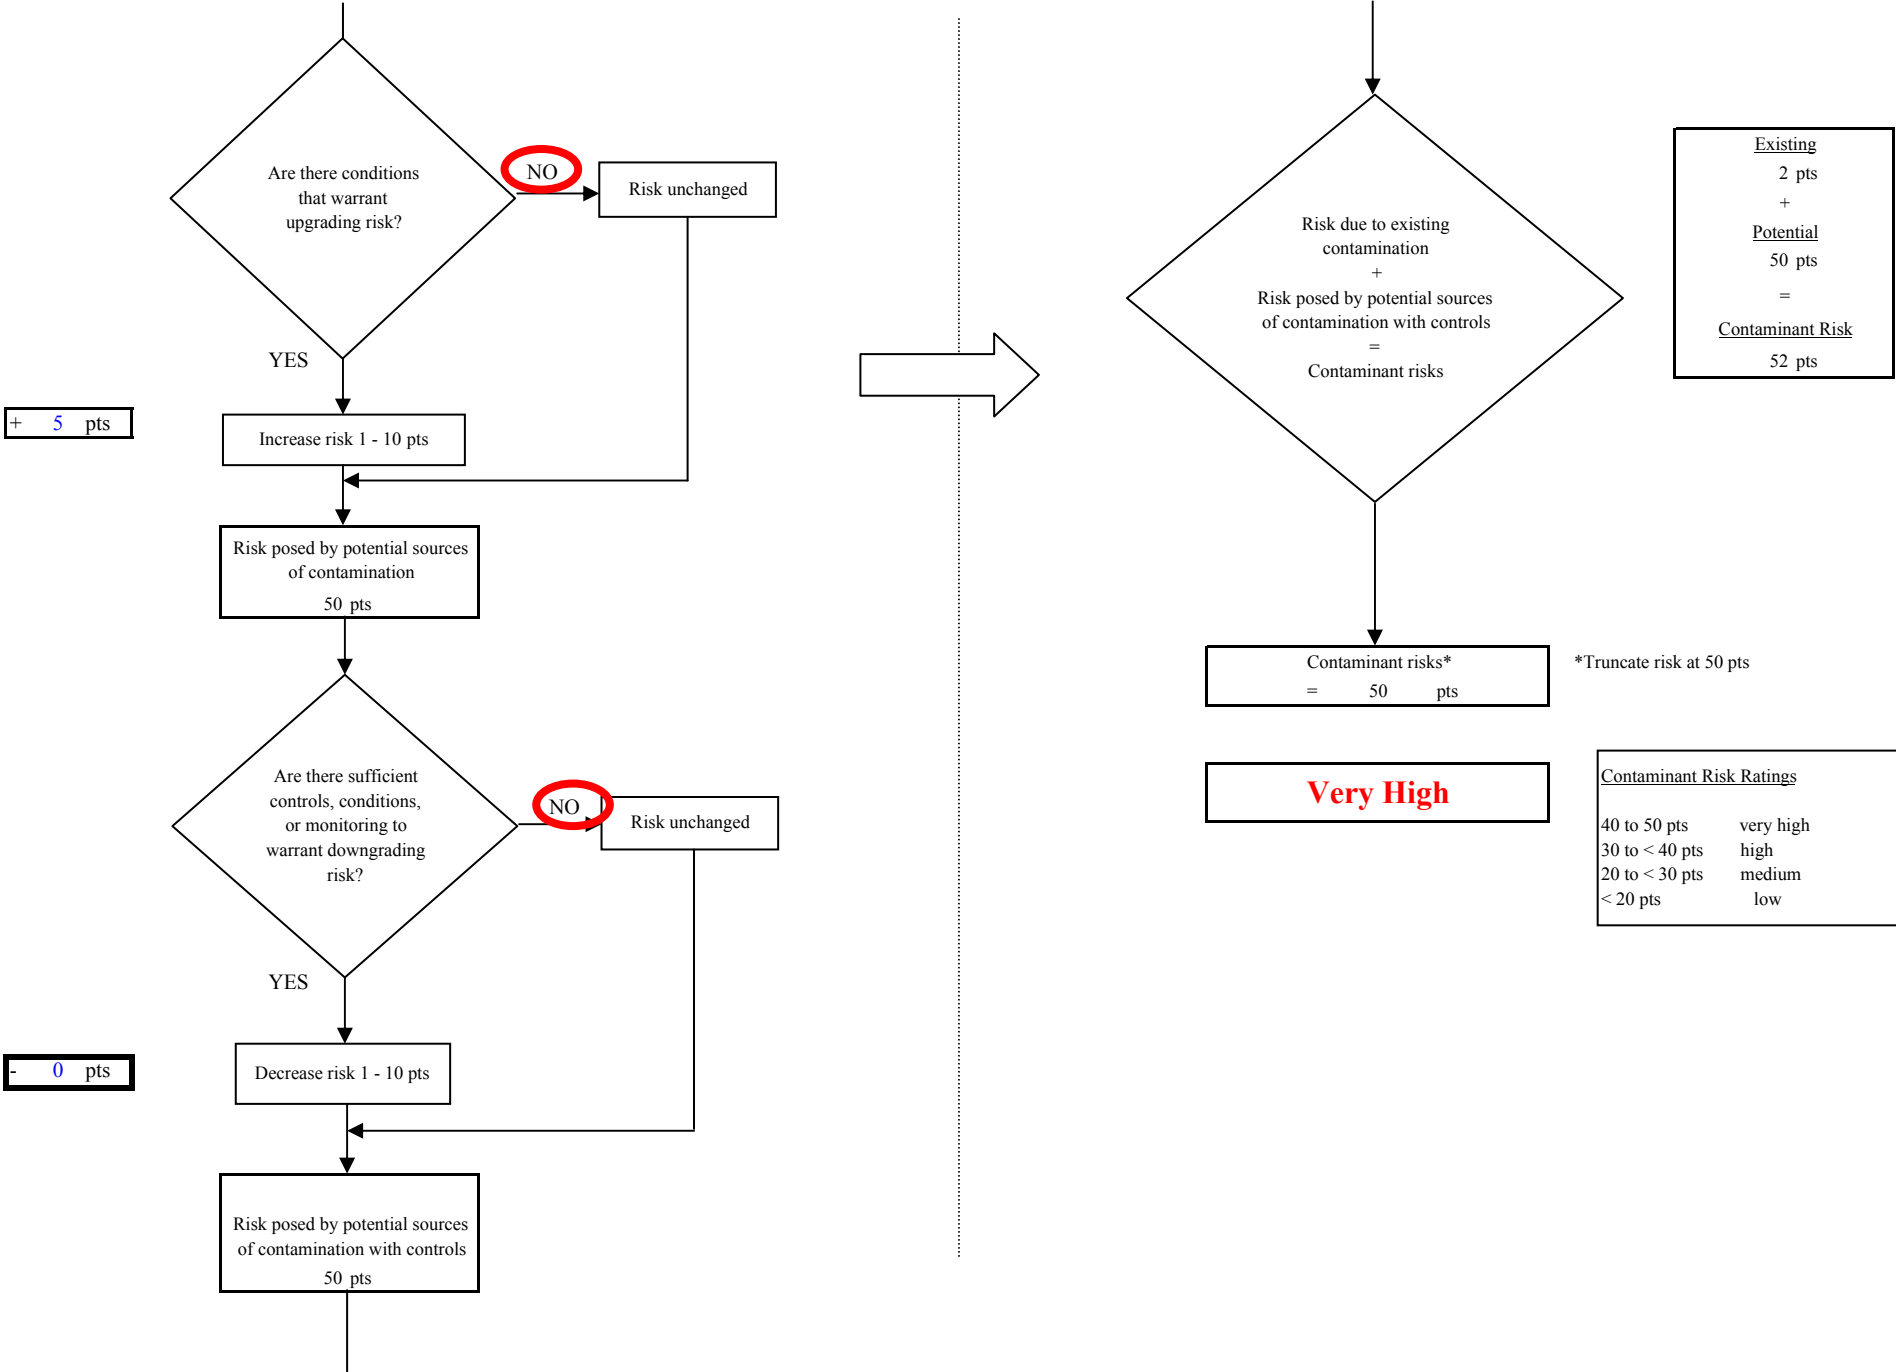 Are there conditions
that warrant
upgrading risk?
NO
Risk unchanged
YES
+ 5 pts
Increase risk 1 - 10 pts
Risk posed by potential sources
of contamination
50 pts
Are there sufficient
controls, conditions,
or monitoring to
warrant downgrading
risk?
NO
Risk unchanged
YES
- 0 pts
Decrease risk 1 - 10 pts
Risk posed by potential sources
of contamination with controls
50 pts
Risk due to existing
contamination
+
Risk posed by potential sources
of contamination with controls
=
Contaminant risks
Existing
2 pts
+
Potential
50 pts
=
Contaminant Risk
52 pts
Contaminant risks*
= 50 pts
*Truncate risk at 50 pts
Very High
Contaminant Risk Ratings
40 to 50 pts very high
30 to < 40 pts high
20 to < 30 pts medium
< 20 pts low